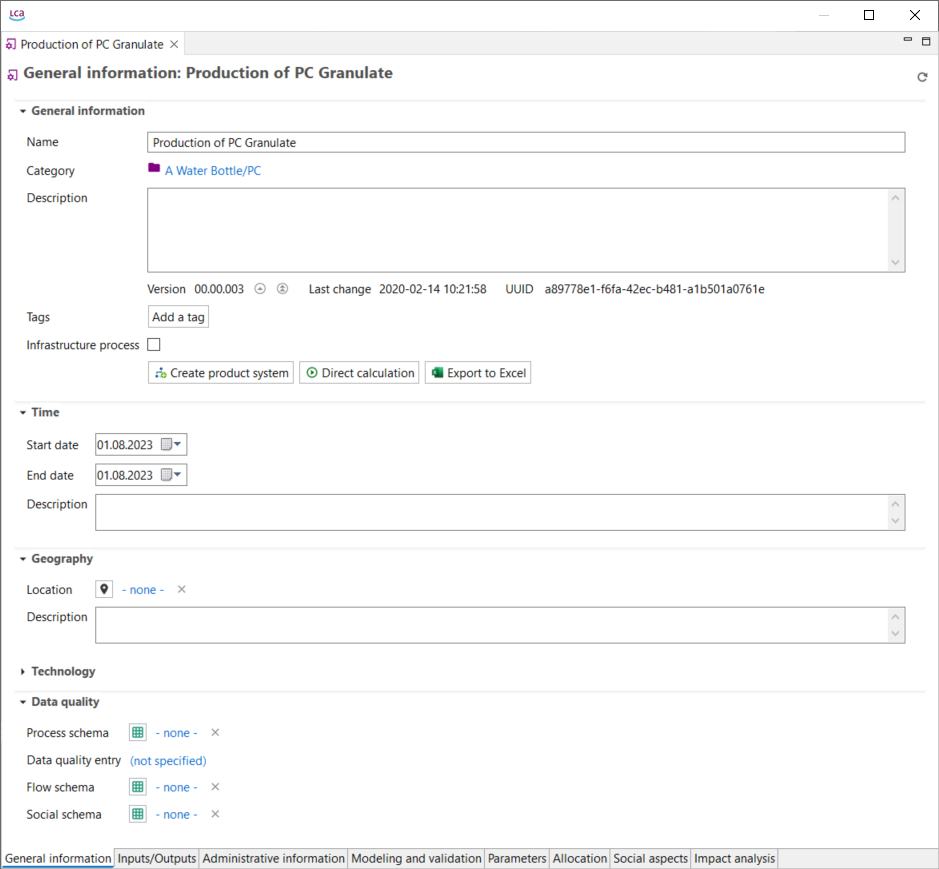 LCA
Production of PC Granulate
General information: Production of PC Granulate
General information
Name Production of PC Granulate
Category A Water Bottle/PC
Description
Version 00.00.003 Last change 2020-02-14 10:21:58 UUID a89778e1-f6fa-42ec-b481-a1b501a0761e
Tags Add a tag
Infrastructure process
Create product system Direct calculation Export to Excel
Time
Start date 01.08.2023
End date 01.08.2023
Description
Geography
Location - none -
Description
Technology
Data quality
Process schema - none -
Data quality entry (not specified)
Flow schema - none -
Social schema - none -
General information Inputs/Outputs Administrative information Modeling and validation Parameters Allocation Social aspects Impact analysis